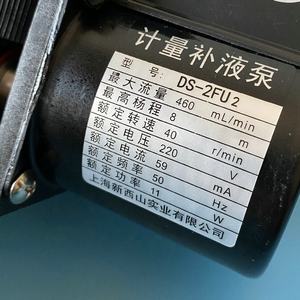 计量补液泵
型号: DS-2FU2
最大流量 460 mL/min
最高杨程 8 m
额定转速 40 r/min
额定电压 220 V
额定电流 59 mA
额定频率 50 Hz
额定功率 11 W
上海新西山实业有限公司